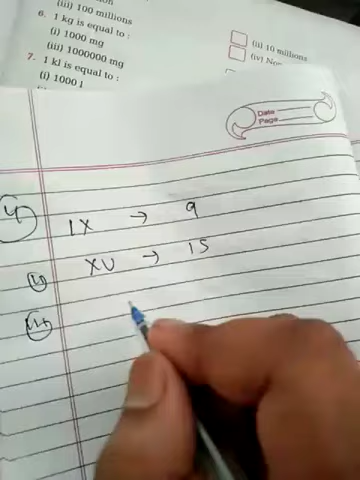 (iii) 100 millions
(ii) 10 millions
6. 1 kg is equal to :
(i) 1000 mg
(iii) 1000000 mg
7. 1 kl is equal to :
(i) 1000 l
Date
Page
IX → 9
XV → 15